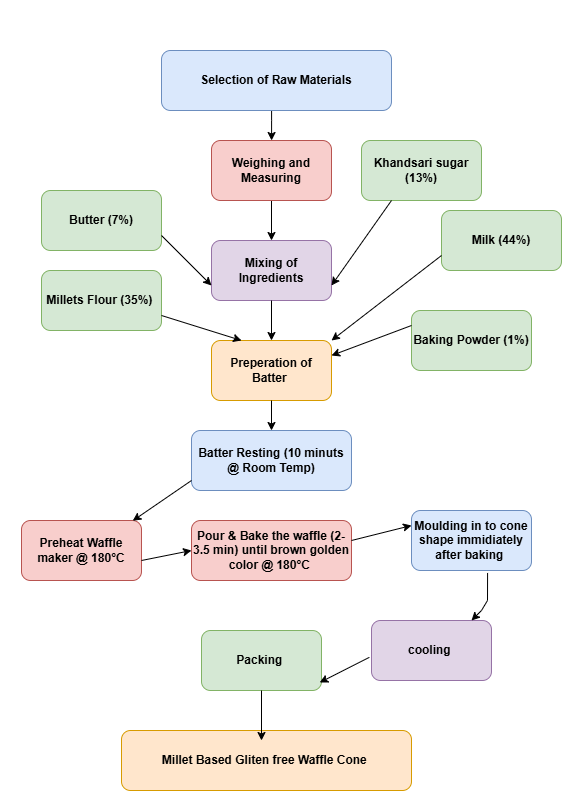 Selection of Raw Materials
Weighing and
Measuring
Khandsari sugar
(13%)
Butter (7%)
Milk (44%)
Mixing of
Ingredients
Millets Flour (35%)
Baking Powder (1%)
Preperation of
Batter
Batter Resting (10 minuts
@ Room Temp)
Preheat Waffle
maker @ 180°C
Pour & Bake the waffle (2-
3.5 min) until brown golden
color @ 180°C
Moulding in to cone
shape immidiately
after baking
cooling
Packing
Millet Based Gliten free Waffle Cone